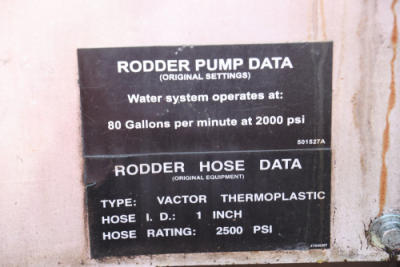 RODDER PUMP DATA
(ORIGINAL SETTINGS)
Water system operates at:
80 Gallons per minute at 2000 psi
501527A
RODDER HOSE DATA
(ORIGINAL EQUIPMENT)
TYPE: VACTOR THERMOPLASTIC
HOSE I. D.: 1 INCH
HOSE RATING: 2500 PSI